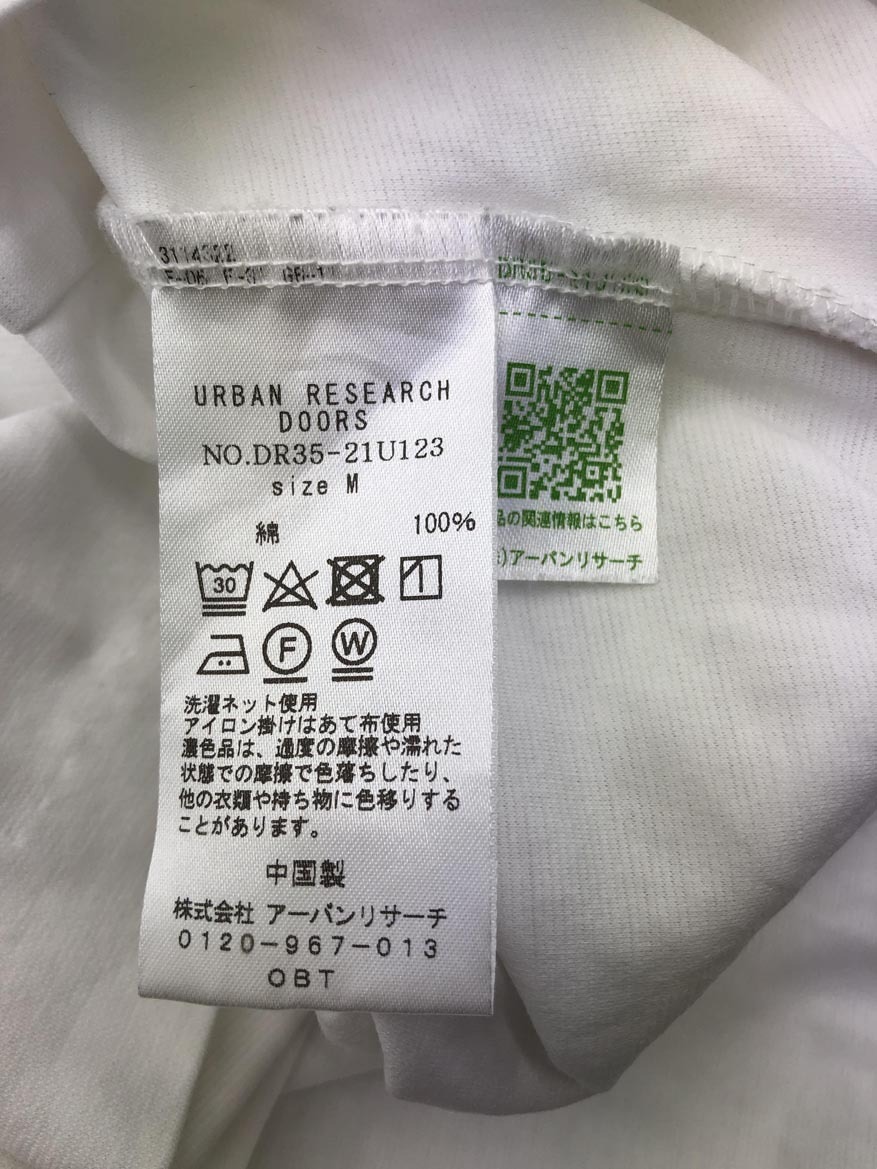 3114322
URBAN RESEARCH
DOORS
NO.DR35-21U123
size M
綿 100%
30
1
F
W
洗濯ネット使用
アイロン掛けはあて布使用
濃色品は、過度の摩擦や濡れた
状態での摩擦で色落ちしたり、
他の衣類や持ち物に色移りする
ことがあります。
中国製
株式会社 アーバンリサーチ
0120-967-013
OBT
品の関連情報はこちら
)アーバンリサーチ